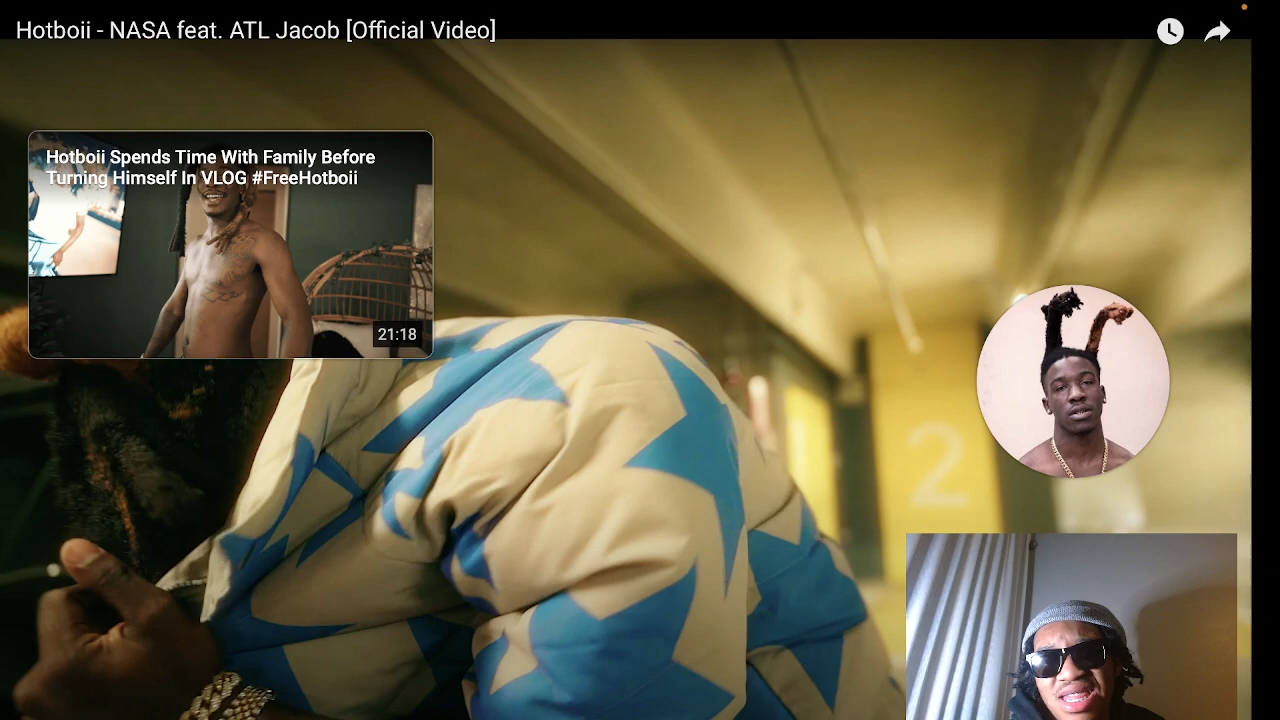 Hotboii - NASA feat. ATL Jacob [Official Video]
Hotboii Spends Time With Family Before
Turning Himself In VLOG #FreeHotboii
21:18
2